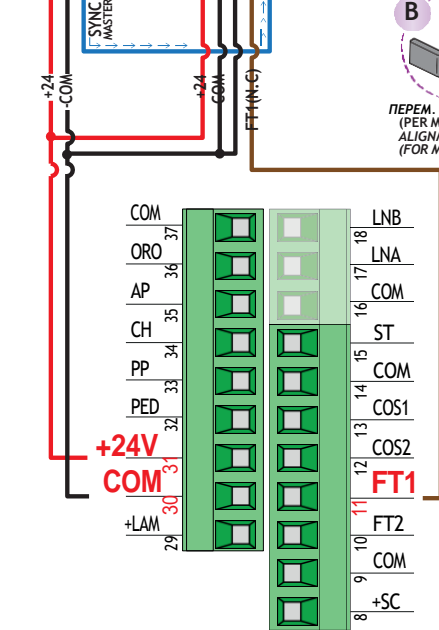 SYNC
MASTER
+24
-COM
+24
COM
FT1(N.C)
B
ПЕРЕМ.
(PER M
ALIGNA
(FOR M
COM
37
ORO
36
AP
35
CH
34
PP
33
PED
32
+24V
31
COM
30
+LAM
29
LNB
18
LNA
17
COM
16
ST
15
COM
14
COS1
13
COS2
12
FT1
11
FT2
10
COM
9
+SC
8